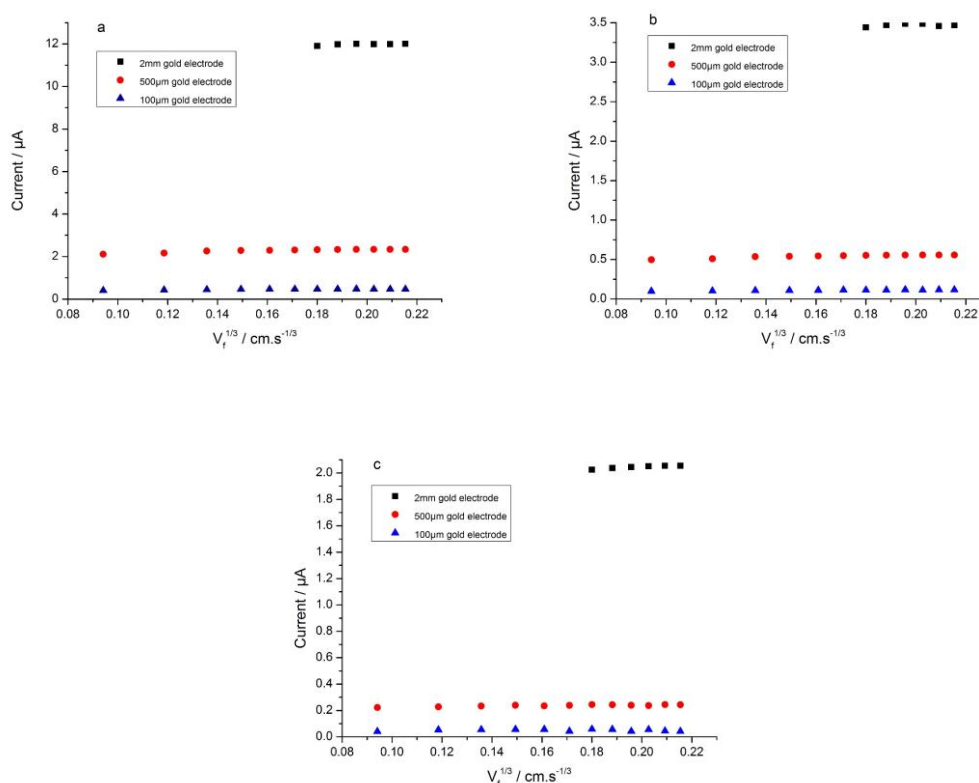 a
12
10
8
6
4
2
0
Current / µA
2mm gold electrode
500µm gold electrode
100µm gold electrode
0.08 0.10 0.12 0.14 0.16 0.18 0.20 0.22
V_f^1/3 / cm.s^-1/3
b
3.5
3.0
2.5
2.0
1.5
1.0
0.5
0.0
Current / µA
2mm gold electrode
500µm gold electrode
100µm gold electrode
0.08 0.10 0.12 0.14 0.16 0.18 0.20 0.22
V_f^1/3 / cm.s^-1/3
c
2.0
1.8
1.6
1.4
1.2
1.0
0.8
0.6
0.4
0.2
0.0
Current / µA
2mm gold electrode
500µm gold electrode
100µm gold electrode
0.08 0.10 0.12 0.14 0.16 0.18 0.20 0.22
V_f^1/3 / cm.s^-1/3